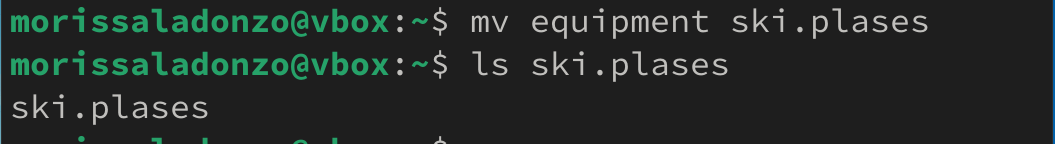 morissaladonzo@vbox:~$ mv equipment ski.plases
morissaladonzo@vbox:~$ ls ski.plases
ski.plases